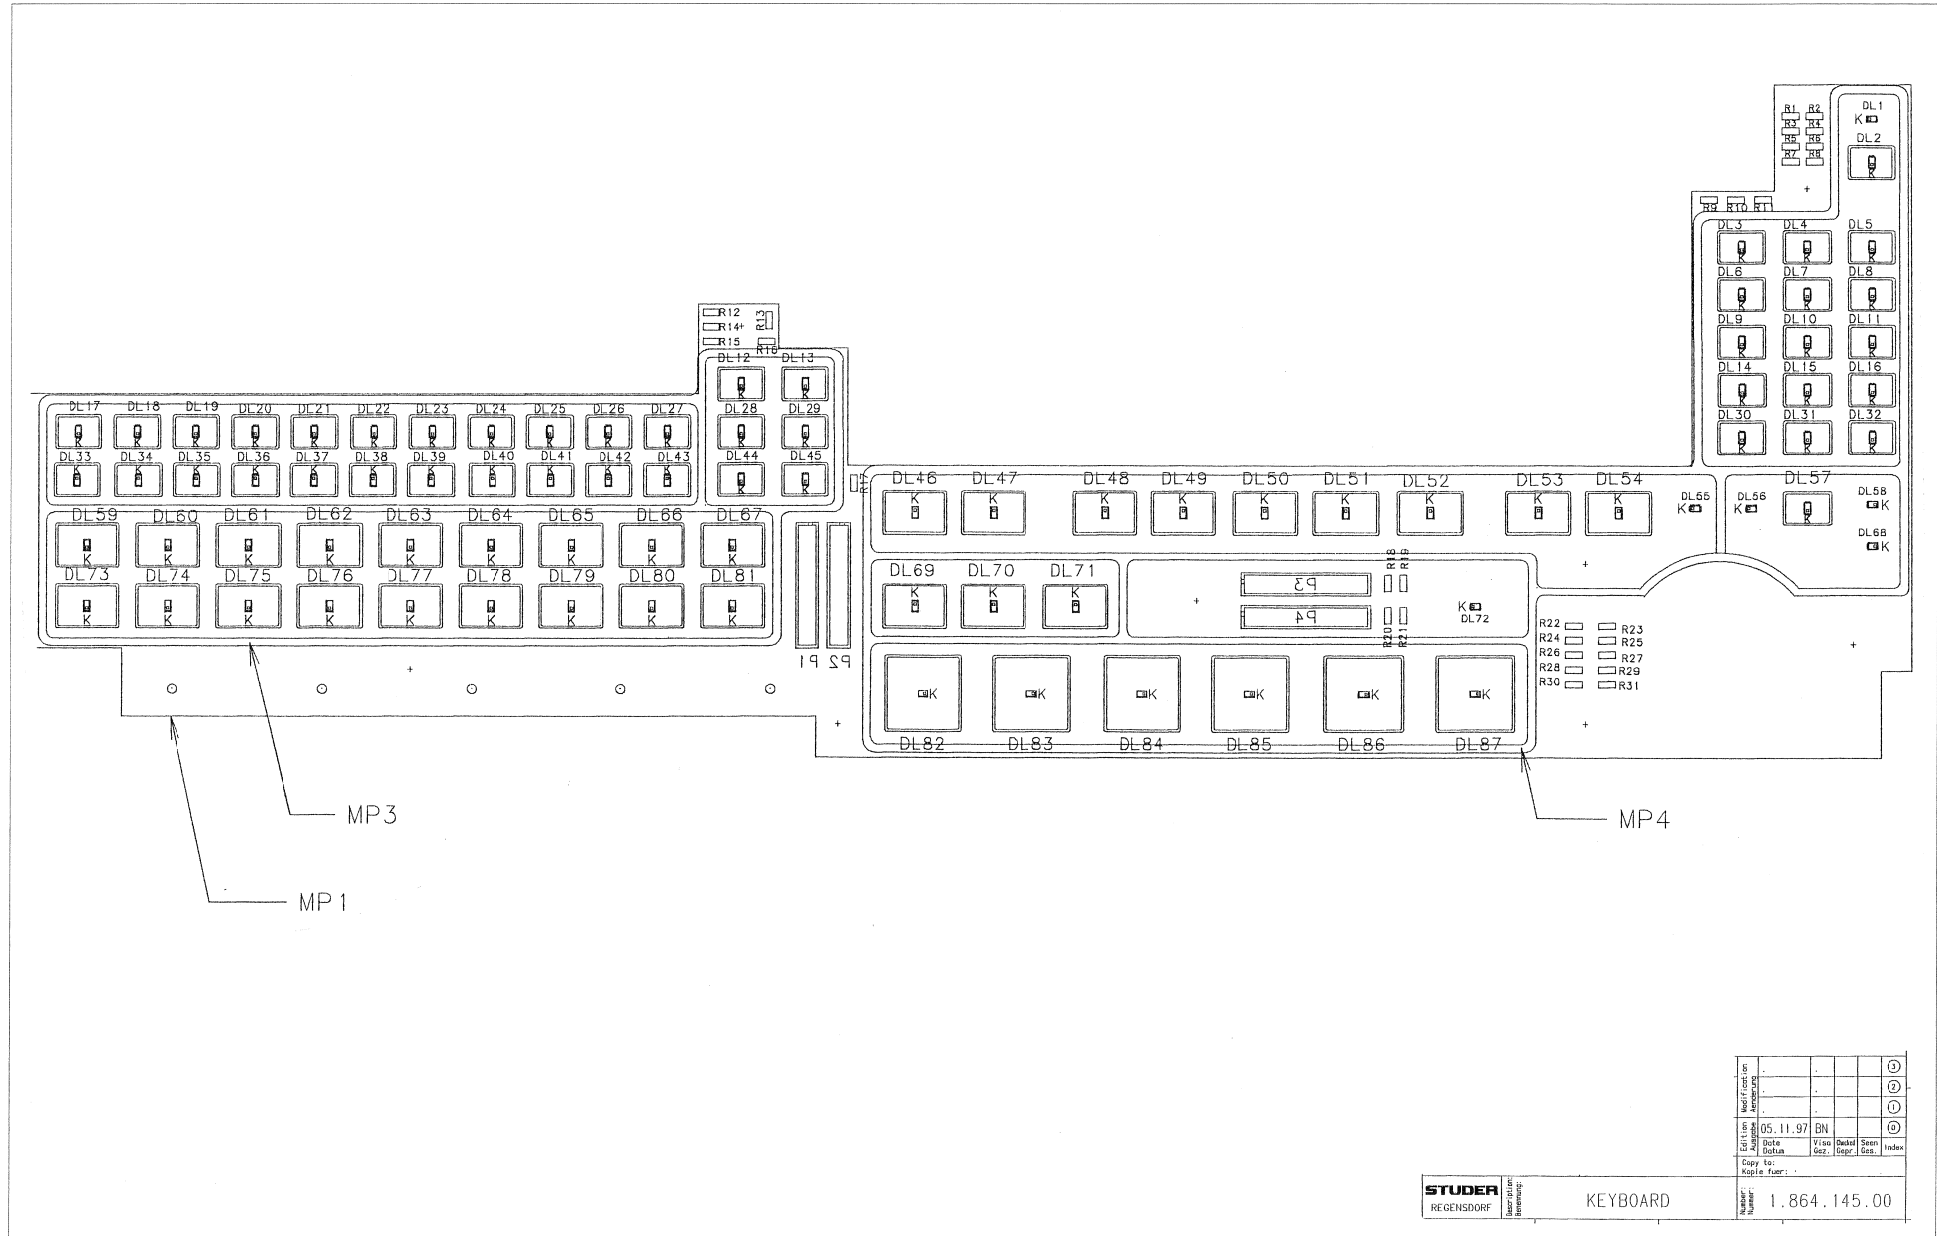 DL1
K
R1 R2
R3 R4
R5 R6
R7 R8
DL2
K
R9 R10 R11
DL3 DL4 DL5
K K K
DL6 DL7 DL8
K K K
DL9 DL10 DL11
K K K
DL14 DL15 DL16
K K K
DL30 DL31 DL32
K K K
R12 R13
R14
R15 R16
DL12 DL13
K K
DL17 DL18 DL19 DL20 DL21 DL22 DL23 DL24 DL25 DL26 DL27 DL28 DL29
K K K K K K K K K K K K K
DL33 DL34 DL35 DL36 DL37 DL38 DL39 DL40 DL41 DL42 DL43 DL44 DL45
K K K K K K K K K K K K K
R17
DL46 DL47 DL48 DL49 DL50 DL51 DL52 DL53 DL54
K K K K K K K K K
DL55 DL56 DL57 DL58
K K K K
DL68
K
DL59 DL60 DL61 DL62 DL63 DL64 DL65 DL66 DL67
K K K K K K K K K
DL73 DL74 DL75 DL76 DL77 DL78 DL79 DL80 DL81
K K K K K K K K K
P1 P2
DL69 DL70 DL71
K K K
P3 R18 R19
P4 R20 R21
K
DL72
R22 R23
R24 R25
R26 R27
R28 R29
R30 R31
K K K K K K
DL82 DL83 DL84 DL85 DL86 DL87
MP3
MP4
MP1
Modification
Aenderung
3
2
1
Edition
Ausgabe
05.11.97 BN 0
Date Visa Checked Seen Index
Datum Gez. Gepr. Ges.
Copy to:
Kopie fuer:
STUDER
REGENSDORF
Description:
Benennung:
KEYBOARD
Number:
Nummer:
1.864.145.00